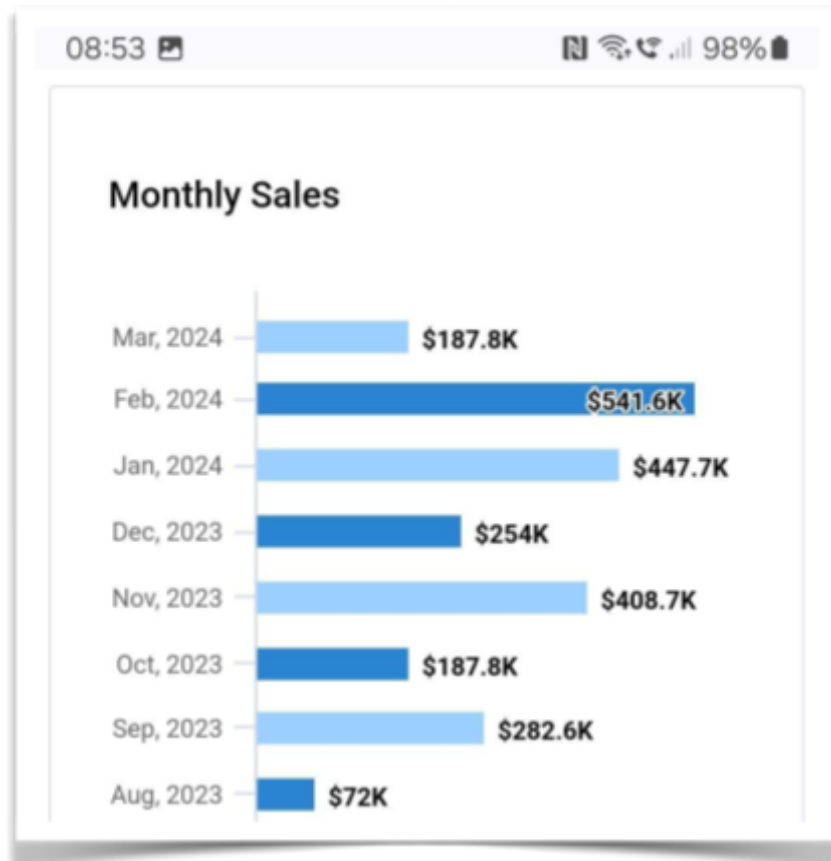 08:53 98%
Monthly Sales
Mar, 2024 $187.8K
Feb, 2024 $541.6K
Jan, 2024 $447.7K
Dec, 2023 $254K
Nov, 2023 $408.7K
Oct, 2023 $187.8K
Sep, 2023 $282.6K
Aug, 2023 $72K